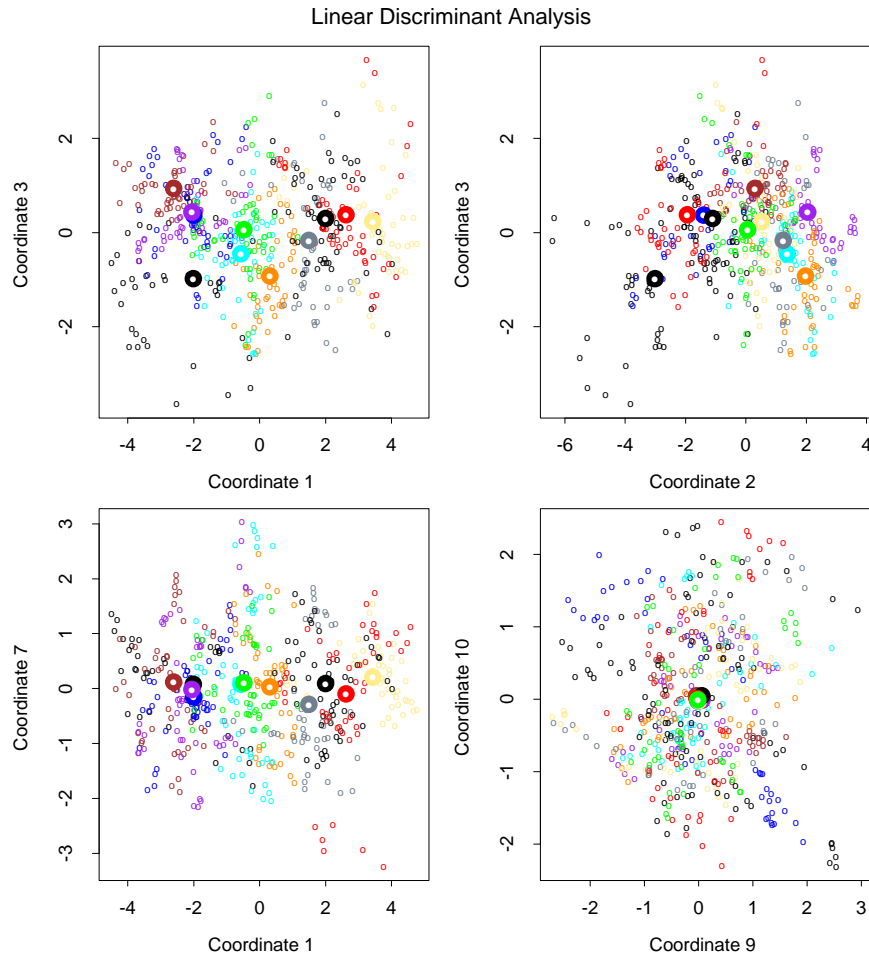 Linear Discriminant Analysis
Coordinate 3
2
0
-2
-4 -2 0 2 4
Coordinate 1
Coordinate 3
2
0
-2
-6 -4 -2 0 2 4
Coordinate 2
Coordinate 7
3
2
1
0
-1
-2
-3
-4 -2 0 2 4
Coordinate 1
Coordinate 10
2
1
0
-1
-2
-2 -1 0 1 2 3
Coordinate 9